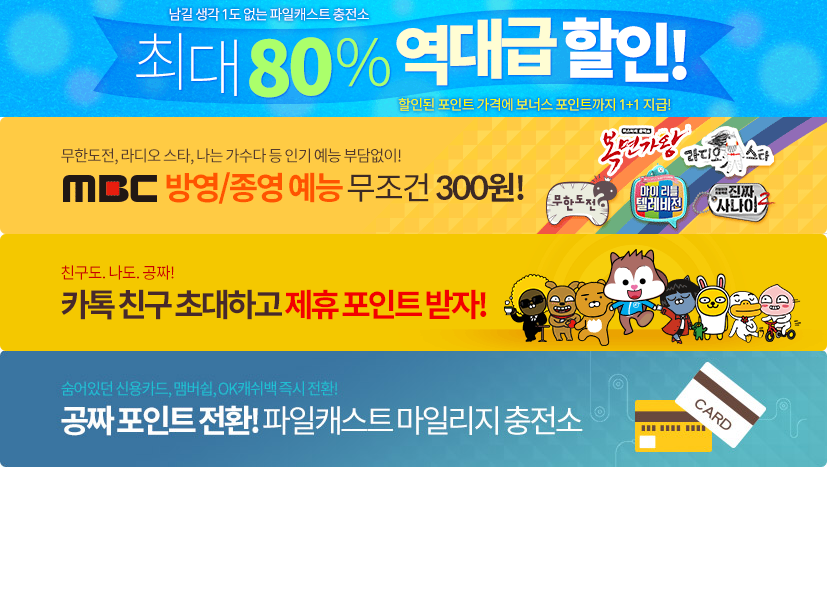 남길 생각 1도 없는 파일캐스트 충전소
최대 80% 역대급 할인!
할인된 포인트 가격에 보너스 포인트까지 1+1 지급!
무한도전, 라디오 스타, 나는 가수다 등 인기 예능 부담없이!
MBC 방영/종영 예능 무조건 300원!
복면가왕
라디오 스타
무한도전
마이 리틀
텔레비전
진짜
사나이2
친구도. 나도. 공짜!
카톡 친구 초대하고 제휴 포인트 받자!
숨어있던 신용카드, 맴버쉽, OK캐쉬백 즉시 전환!
공짜 포인트 전환! 파일캐스트 마일리지 충전소
CARD